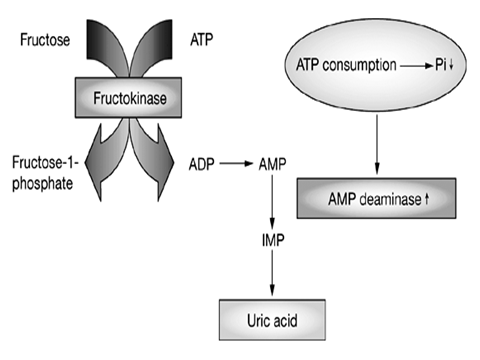 Fructose
ATP
Fructokinase
Fructose-1-
phosphate
ADP → AMP
IMP
Uric acid
ATP consumption → Pi↓
AMP deaminase ↑